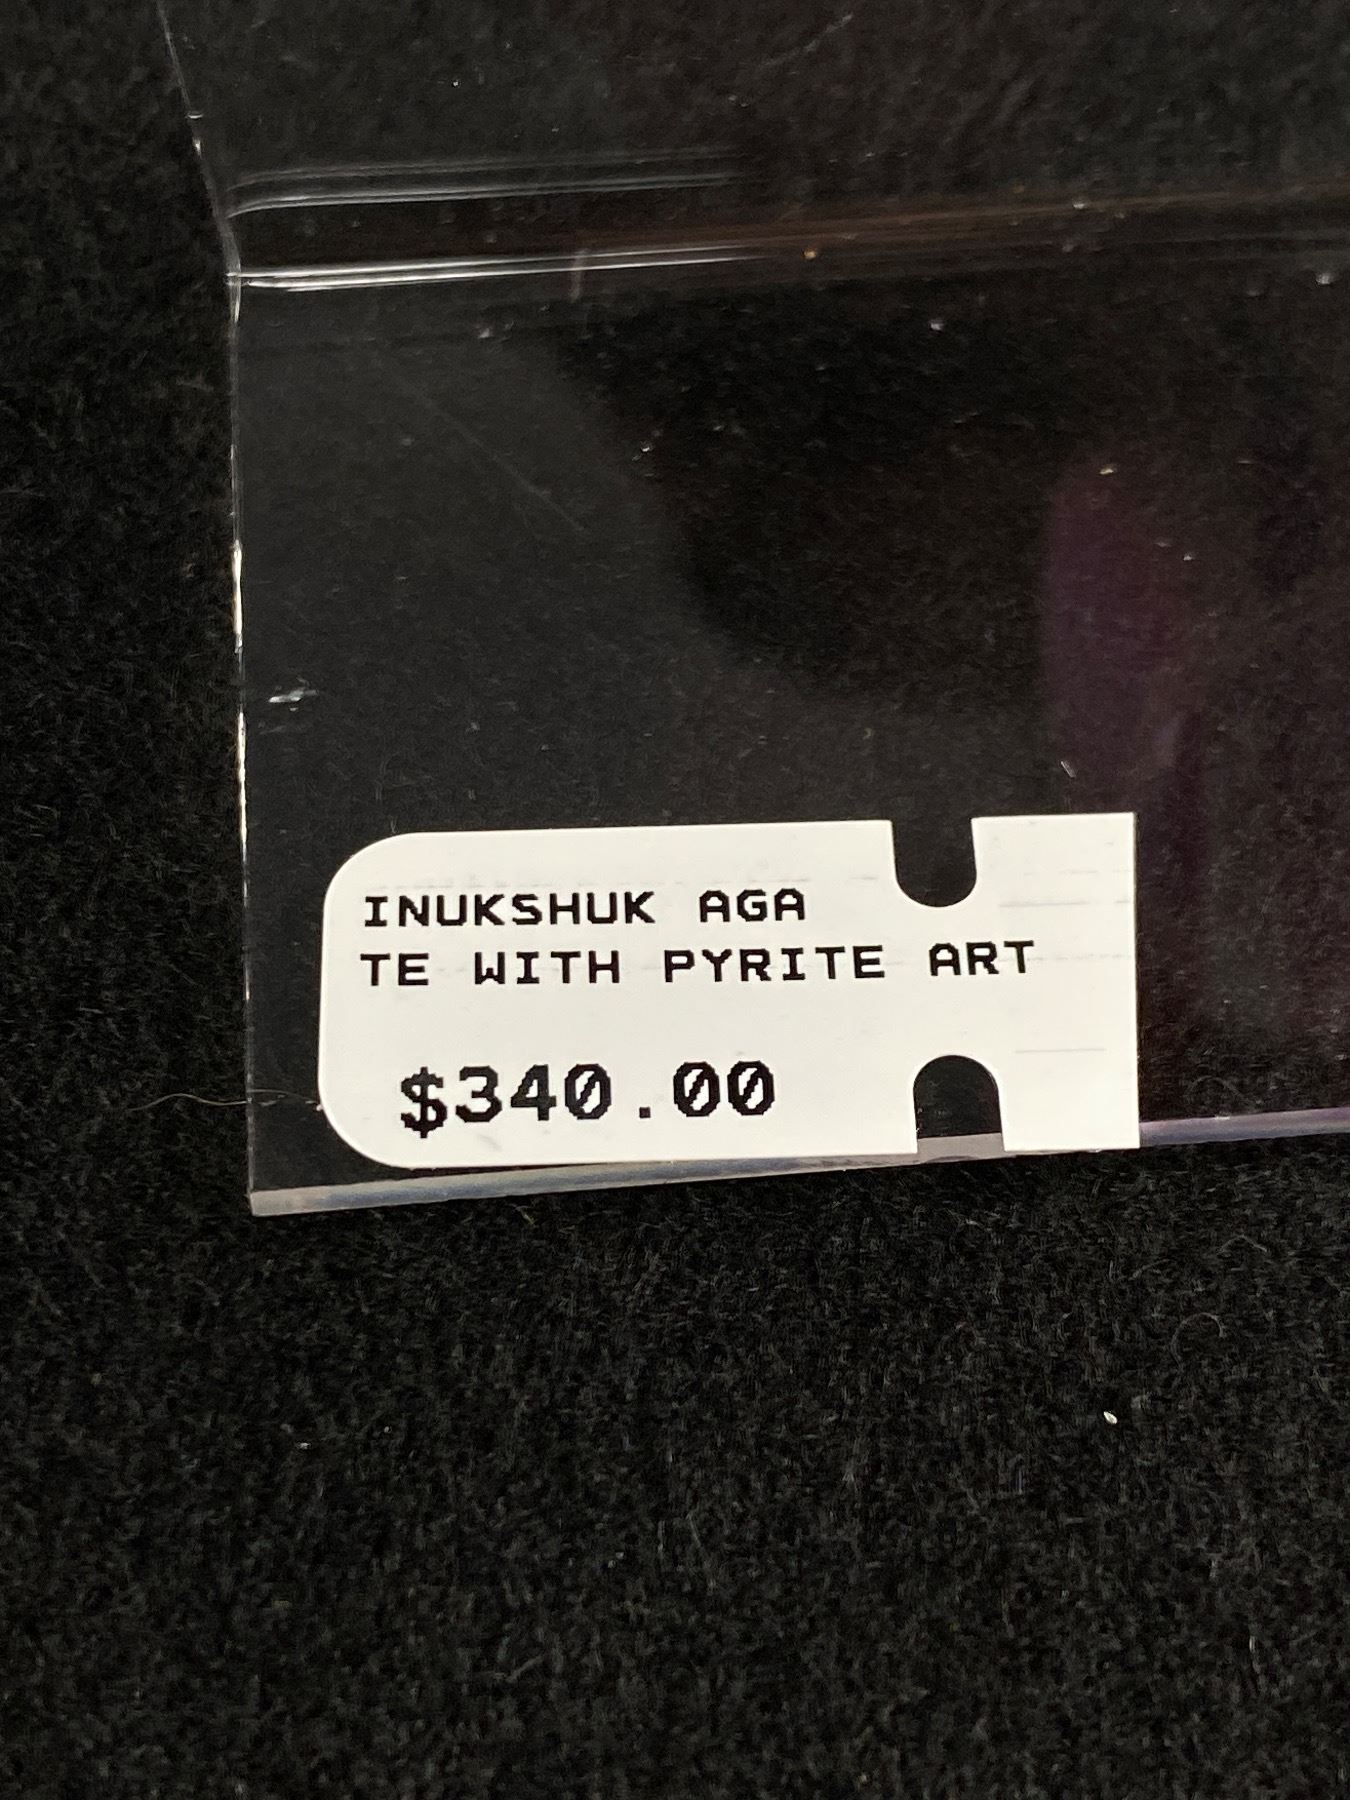 INUKSHUK AGA
TE WITH PYRITE ART
$340.00